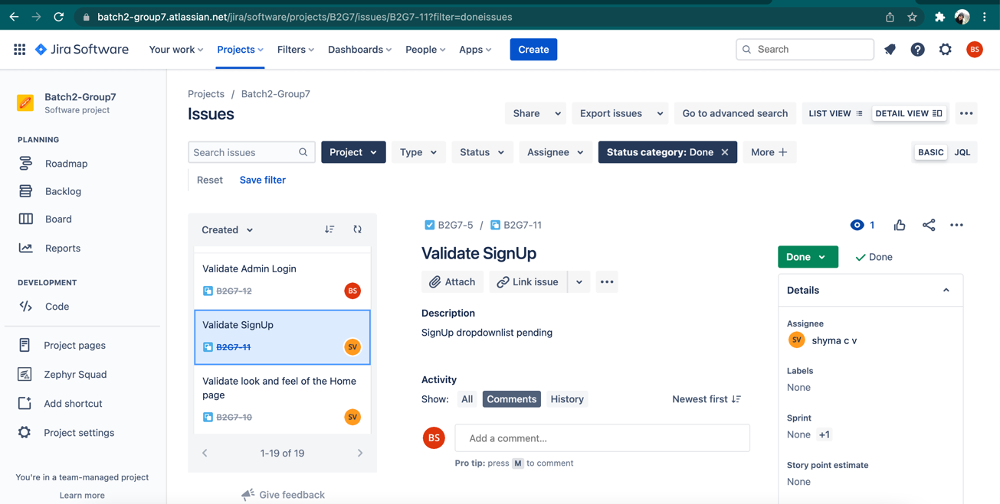 batch2-group7.atlassian.net/jira/software/projects/B2G7/issues/B2G7-11?filter=doneissues
Jira Software Your work Projects Filters Dashboards People Apps Create Search BS
Batch2-Group7
Software project
PLANNING
Roadmap
Backlog
Board
Reports
DEVELOPMENT
Code
Project pages
Zephyr Squad
Add shortcut
Project settings
You're in a team-managed project
Learn more
Projects / Batch2-Group7
Issues
Share Export issues Go to advanced search LIST VIEW DETAIL VIEW
Search issues Project Type Status Assignee Status category: Done More BASIC JQL
Reset Save filter
Created
Validate Admin Login
B2G7-12 BS
Validate SignUp
B2G7-11 SV
Validate look and feel of the Home
page
B2G7-10 SV
1-19 of 19
Give feedback
B2G7-5 / B2G7-11
1
Validate SignUp
Attach Link issue
Description
SignUp dropdownlist pending
Activity
Show: All Comments History Newest first
BS Add a comment...
Pro tip: press M to comment
Done Done
Details
Assignee
SV shyma c v
Labels
None
Sprint
None +1
Story point estimate
None